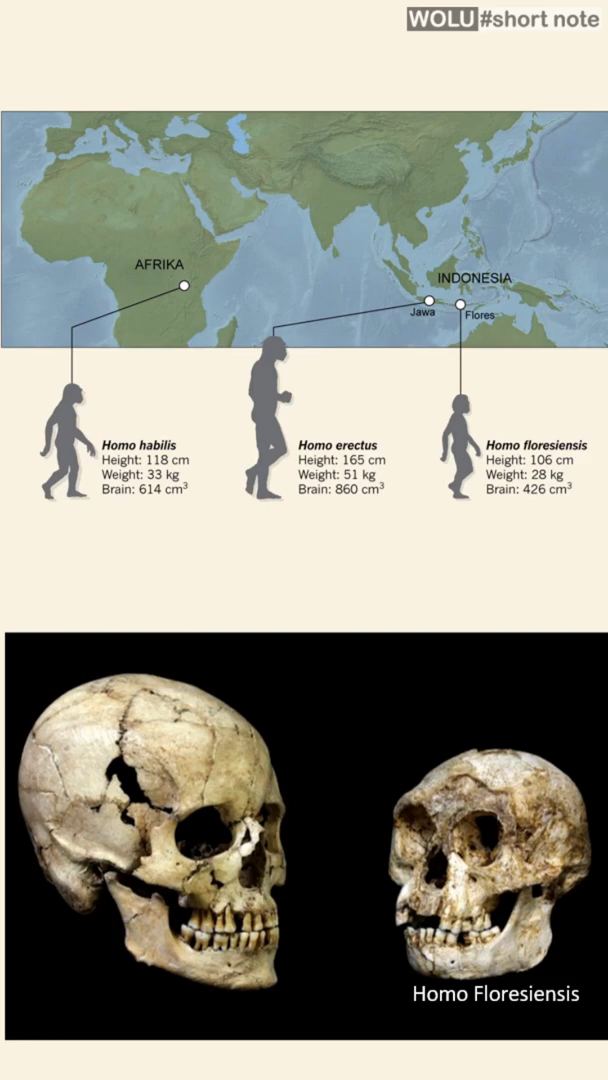 WOLU #short note
AFRIKA
INDONESIA
Jawa
Flores
Homo habilis
Height: 118 cm
Weight: 33 kg
Brain: 614 cm³
Homo erectus
Height: 165 cm
Weight: 51 kg
Brain: 860 cm³
Homo floresiensis
Height: 106 cm
Weight: 28 kg
Brain: 426 cm³
Homo Floresiensis